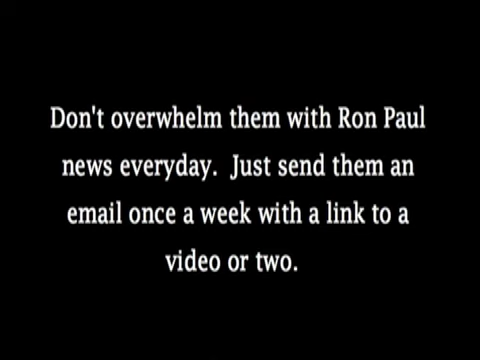 Don't overwhelm them with Ron Paul
news everyday.  Just send them an
email once a week with a link to a
video or two.